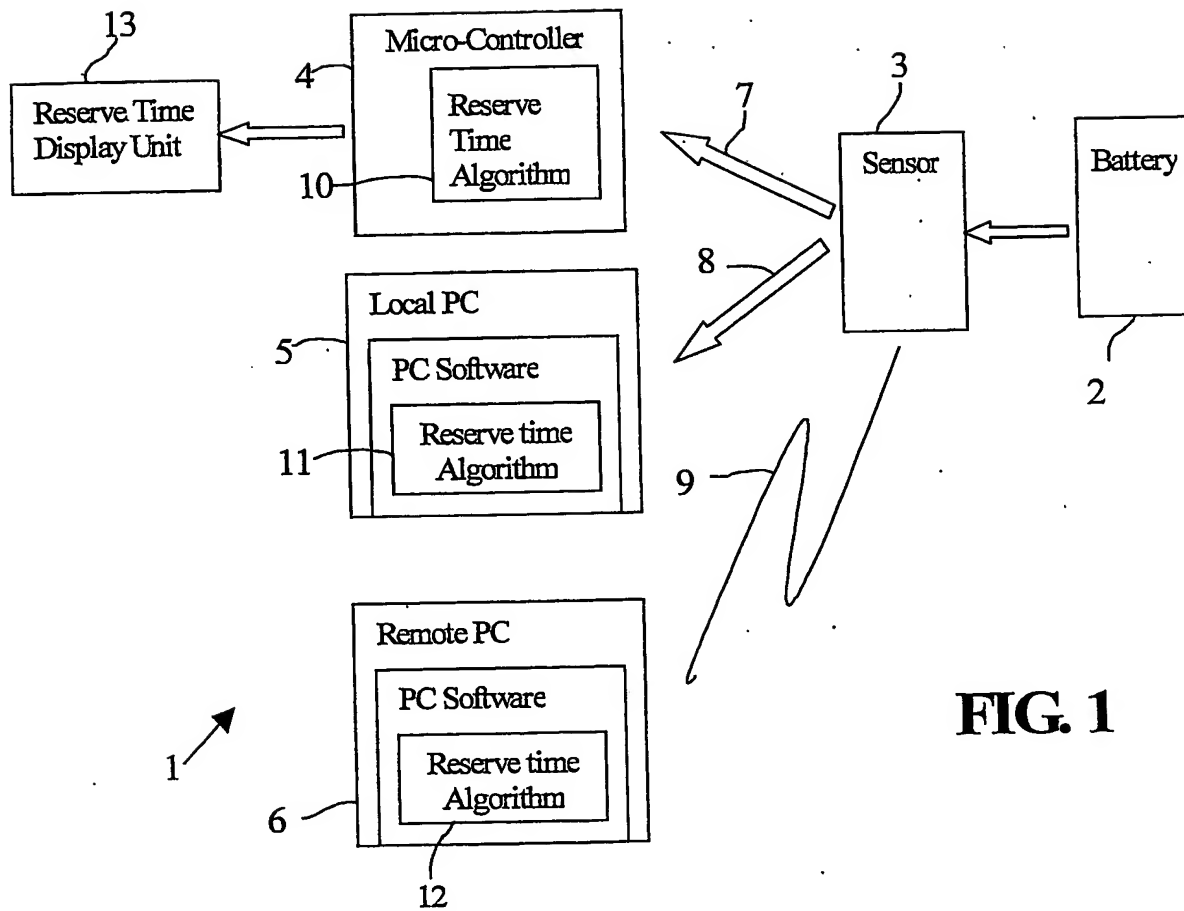 13
Reserve Time
Display Unit
4
Micro-Controller
Reserve
Time
Algorithm
10
7
3
Sensor
Battery
2
8
Local PC
5
PC Software
Reserve time
Algorithm
11
9
Remote PC
PC Software
Reserve time
Algorithm
6
12
1
FIG. 1